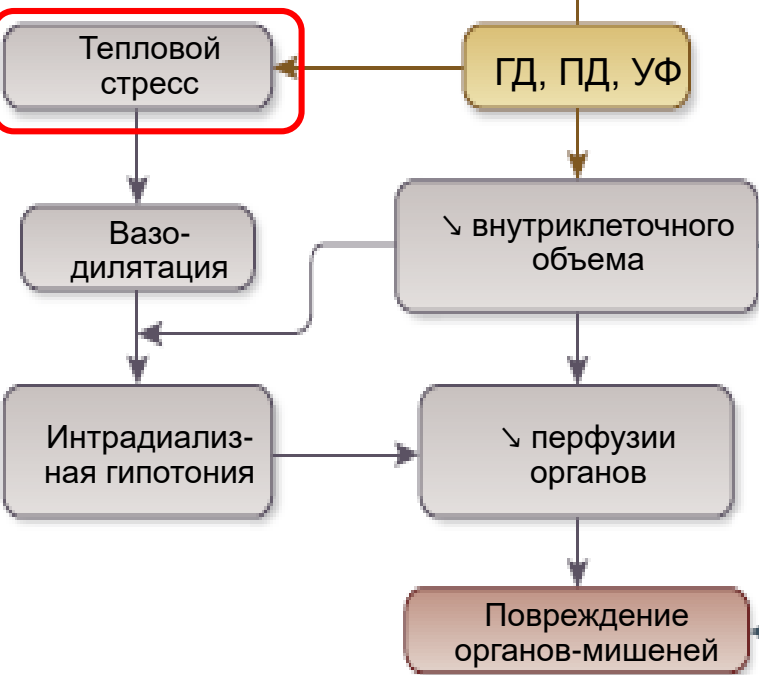 Тепловой
стресс
ГД, ПД, УФ
Вазо-
дилятация
↘ внутриклеточного
объема
Интрадиализ-
ная гипотония
↘ перфузии
органов
Повреждение
органов-мишеней